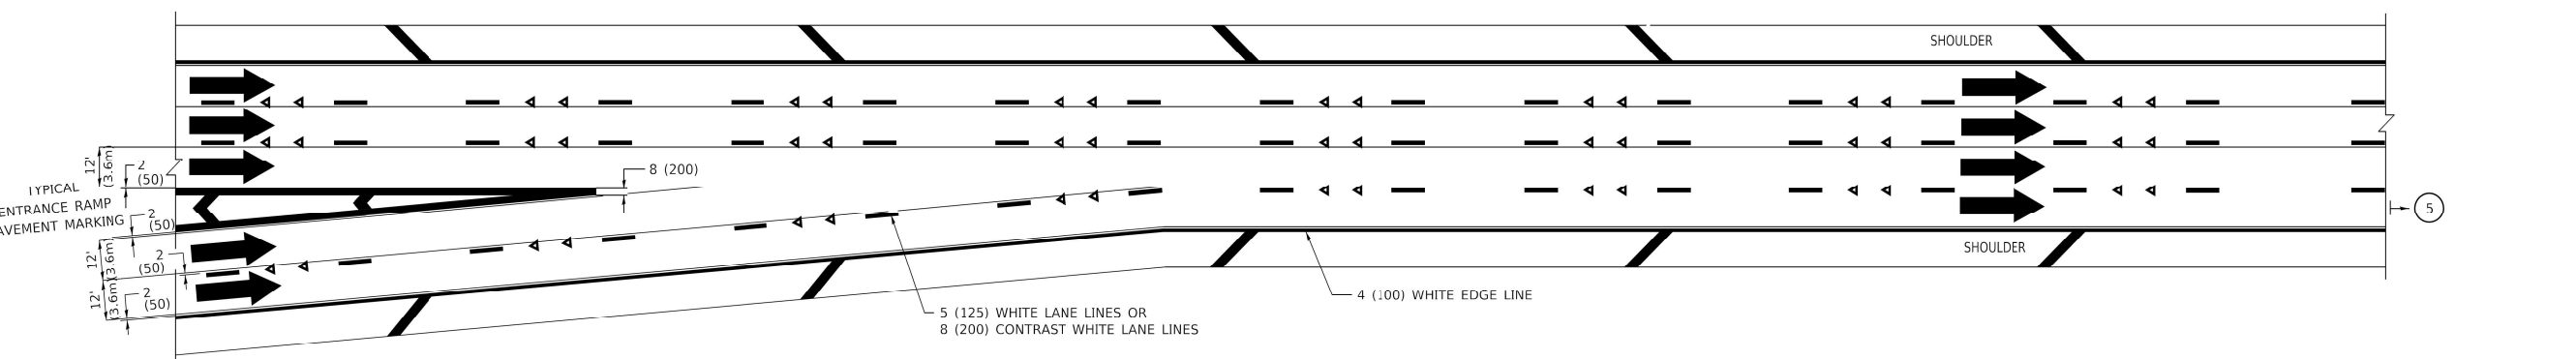 SHOULDER
12'
(3.6m)
2
(50)
8 (200)
TYPICAL
ENTRANCE RAMP
PAVEMENT MARKING
2
(50)
5
12'
(3.6m)
2
(50)
SHOULDER
12'
(3.6m)
2
(50)
4 (100) WHITE EDGE LINE
5 (125) WHITE LANE LINES OR
8 (200) CONTRAST WHITE LANE LINES